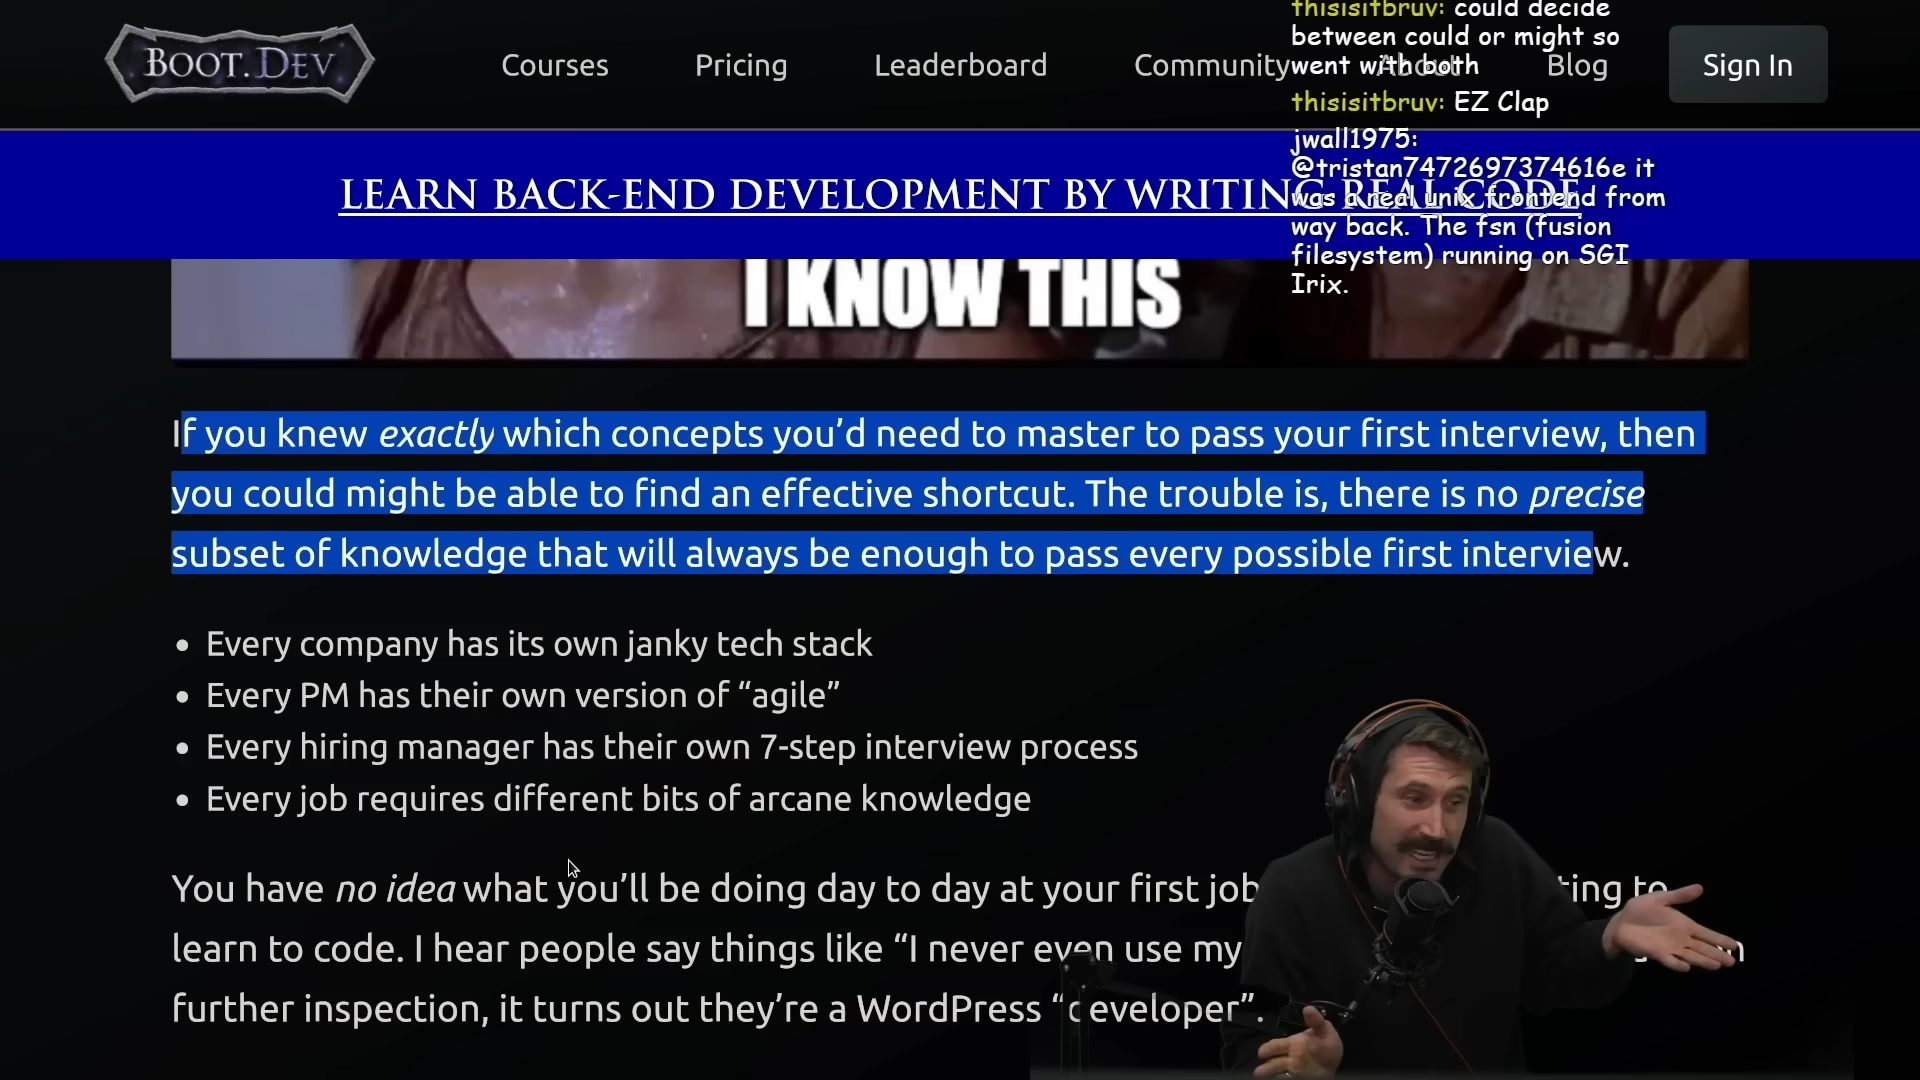 BOOT.DEV
Courses
Pricing
Leaderboard
Community
About
Blog
Sign In
thisisitbruv: could decide
between could or might so
went with both
thisisitbruv: EZ Clap
jwall1975:
@tristan7472697374616e it
was a real unix frontend from
way back. The fsn (fusion
filesystem) running on SGI
Irix.
LEARN BACK-END DEVELOPMENT BY WRITING REAL CODE
I KNOW THIS
If you knew exactly which concepts you’d need to master to pass your first interview, then
you could might be able to find an effective shortcut. The trouble is, there is no precise
subset of knowledge that will always be enough to pass every possible first interview.
• Every company has its own janky tech stack
• Every PM has their own version of “agile”
• Every hiring manager has their own 7-step interview process
• Every job requires different bits of arcane knowledge
You have no idea what you’ll be doing day to day at your first job to
learn to code. I hear people say things like “I never even use my
further inspection, it turns out they’re a WordPress “developer”.